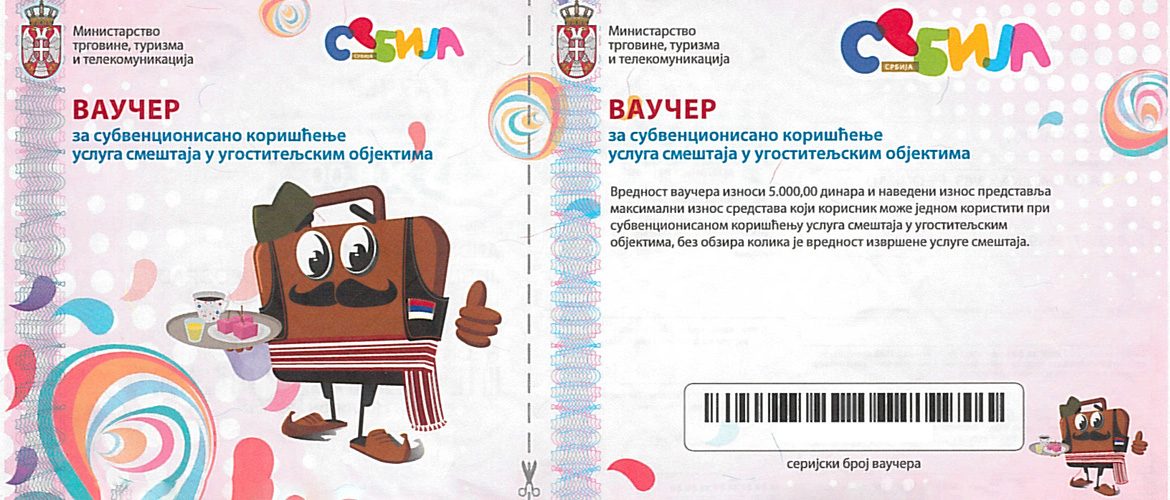 Министарство
трговине, туризма
и телекомуникација
СРБИЈА
СРБИЈА
ВАУЧЕР
за субвенционисано коришћење
услуга смештаја у угоститељским објектима
Министарство
трговине, туризма
и телекомуникација
СРБИЈА
СРБИЈА
ВАУЧЕР
за субвенционисано коришћење
услуга смештаја у угоститељским објектима
Вредност ваучера износи 5.000,00 динара и наведени износ представља
максимални износ средстава који корисник може једном користити при
субвенционисаном коришћењу услуга смештаја у угоститељским
објектима, без обзира колика је вредност извршене услуге смештаја.
серијски број ваучера